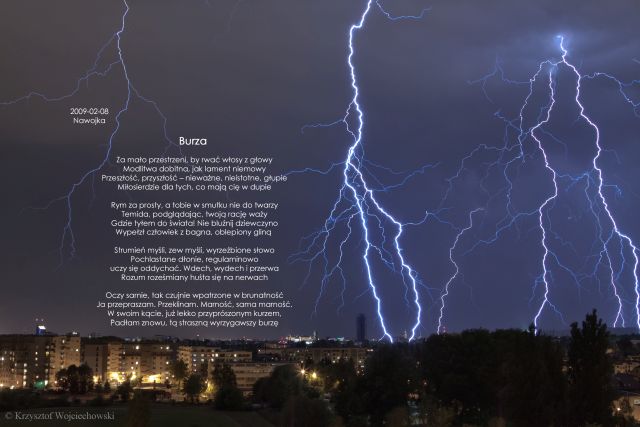 2009-02-08
Nawojka
Burza
Za mało przestrzeni, by rwać włosy z głowy
Modlitwa dobitna, jak lament niemowy
Przeszłość, przyszłość – nieważne, nieistotne, głupie
Miłosierdzie dla tych, co mają cię w dupie
Rym za prosty, a tobie w smutku nie do twarzy
Temida, podglądając, twoją rację waży
Gdzie tyłem do świata! Nie bluźnij dziewczyno
Wypełzł człowiek z bagna, oblepiony gliną
Strumień myśli, zew myśli, wyrzeźbione słowo
Pochlastane dłonie, regulaminowo
uczy się oddychać. Wdech, wydech i przerwa
Rozum roześmiany huśta się na nerwach
Oczy sarnie, tak czujnie wpatrzone w brunatność
Ja przepraszam. Przeklinam. Marność, sama marność.
W swoim kącie, już lekko przyprószonym kurzem,
Padłam znowu, tą straszną wyrzygawszy burzę
© Krzysztof Wojciechowski